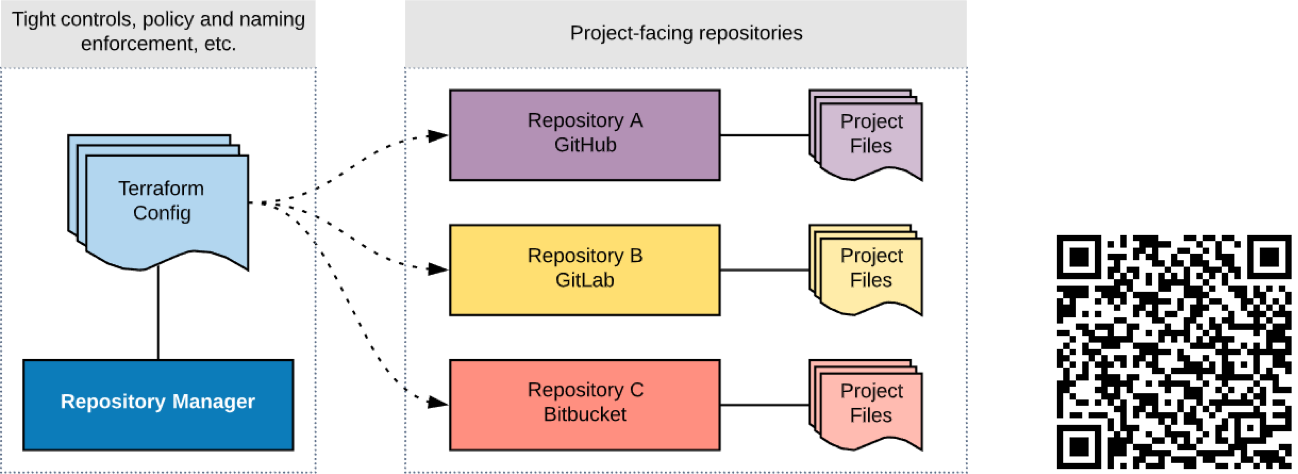 Tight controls, policy and naming
enforcement, etc.
Project-facing repositories
Terraform
Config
Repository Manager
Repository A
GitHub
Project
Files
Repository B
GitLab
Project
Files
Repository C
Bitbucket
Project
Files